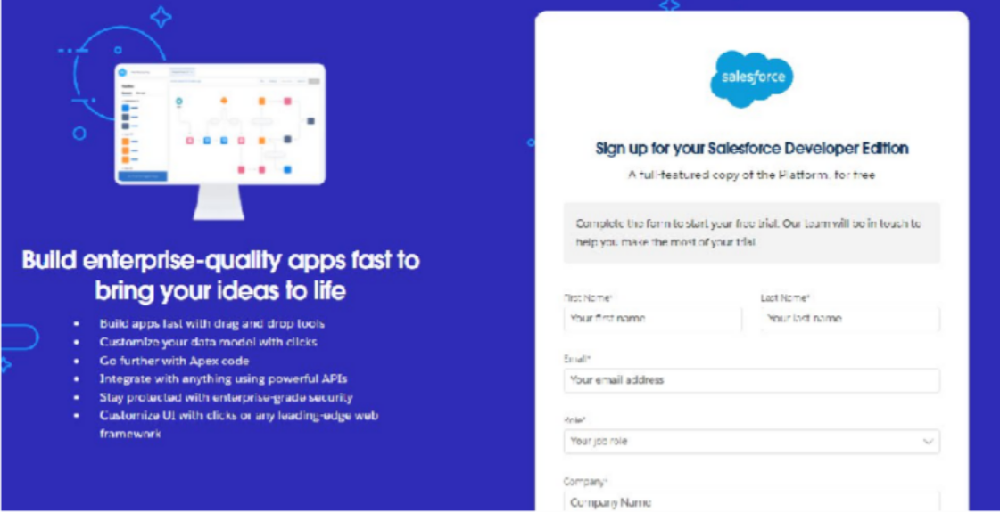 Build enterprise-quality apps fast to
bring your ideas to life
Build apps fast with drag and drop tools
Customize your data model with clicks
Go further with Apex code
Integrate with anything using powerful APIs
Stay protected with enterprise-grade security
Customize UI with clicks or any leading-edge web
framework
salesforce
Sign up for your Salesforce Developer Edition
A full-featured copy of the Platform, for free
Complete the form to start your free trial. Our team will be in touch to
help you make the most of your trial.
First Name*
Last Name*
Your first name
Your last name
Email*
Your email address
Role*
Your job role
Company*
Company Name